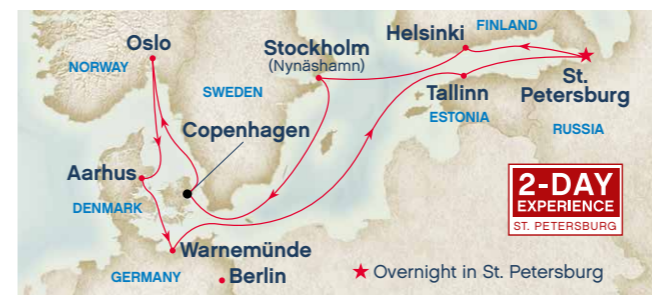 Oslo
NORWAY
Stockholm
(Nynäshamn)
SWEDEN
Helsinki
FINLAND
Tallinn
ESTONIA
St.
Petersburg
RUSSIA
Copenhagen
Aarhus
DENMARK
Warnemünde
GERMANY
Berlin
2-DAY
EXPERIENCE
ST. PETERSBURG
★ Overnight in St. Petersburg